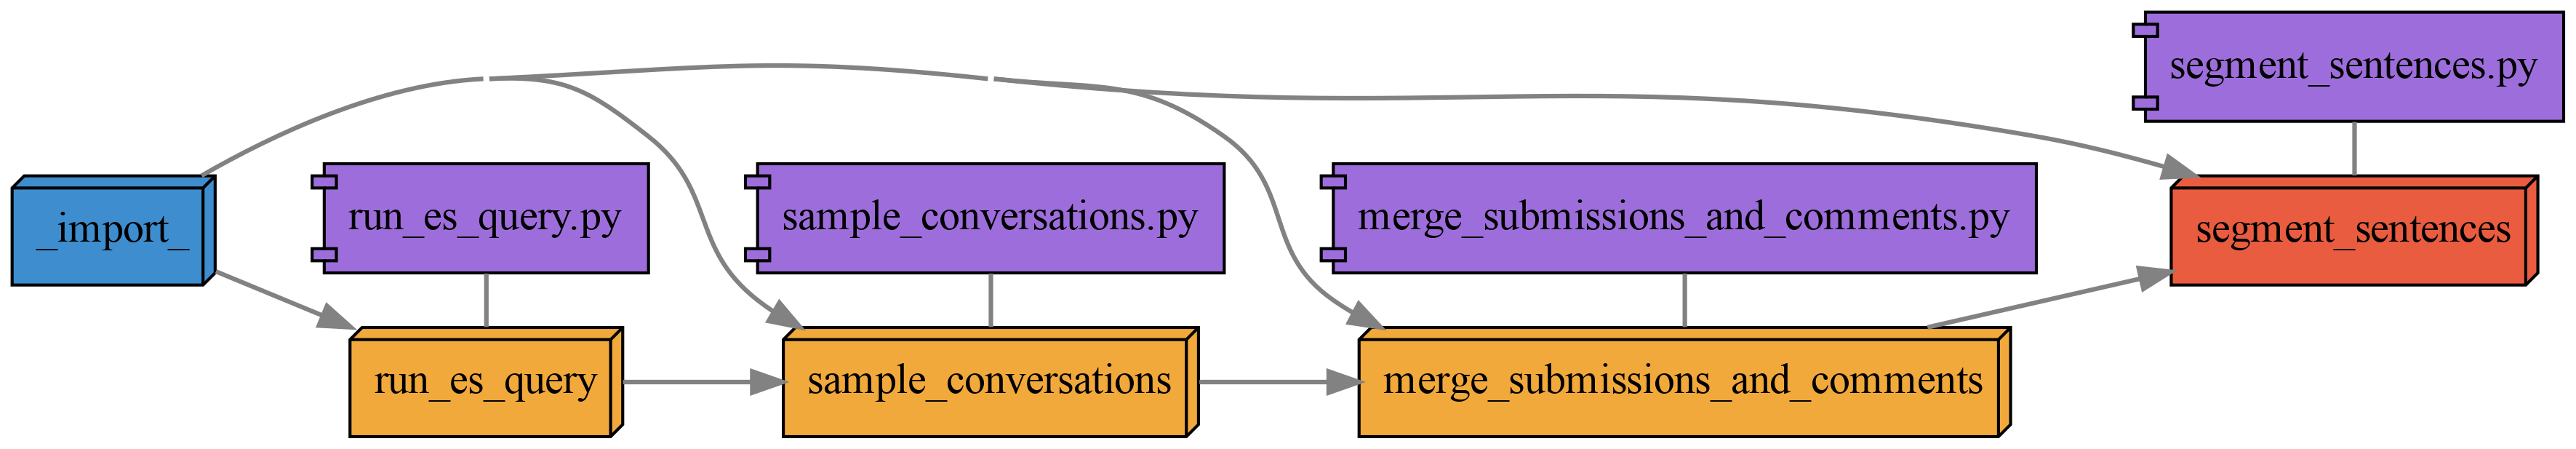 segment_sentences.py
_import_
run_es_query.py
sample_conversations.py
merge_submissions_and_comments.py
segment_sentences
run_es_query
sample_conversations
merge_submissions_and_comments